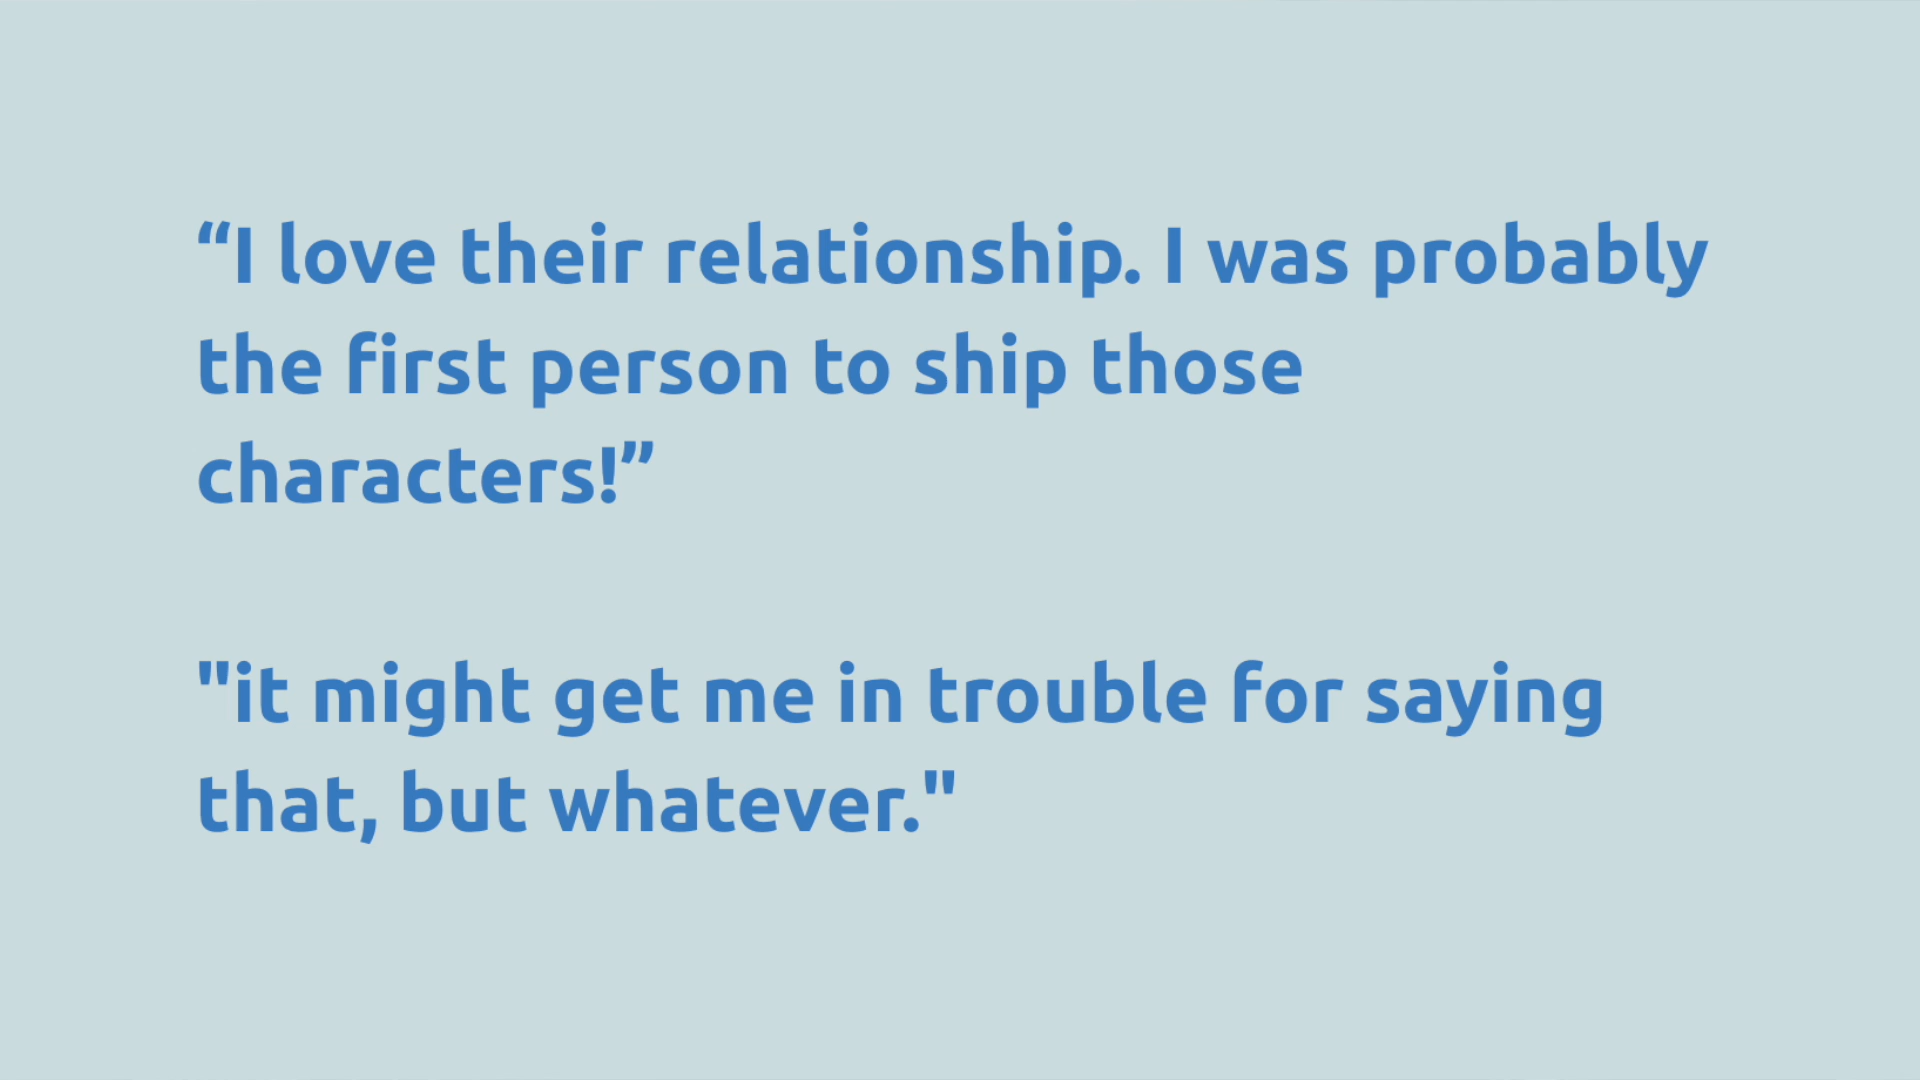 “I love their relationship. I was probably
the first person to ship those
characters!”
"it might get me in trouble for saying
that, but whatever."